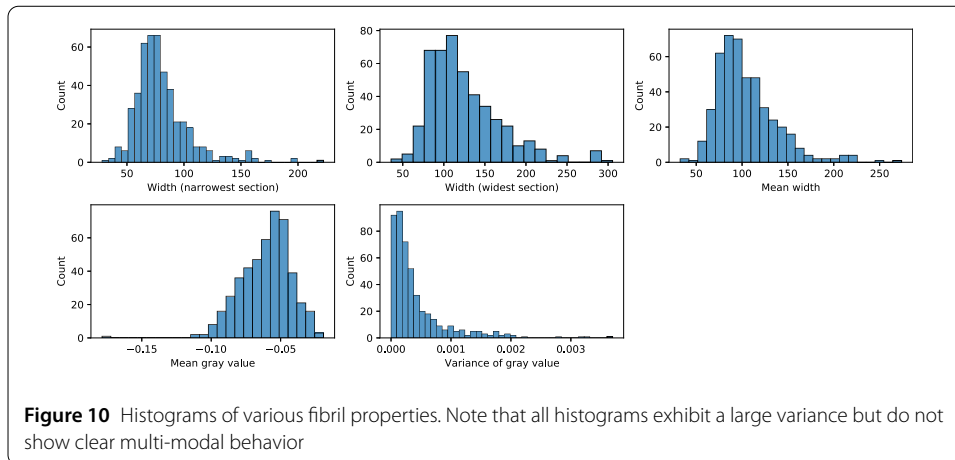 60
40
20
0
Count
50 100 150 200
Width (narrowest section)
80
60
40
20
0
Count
50 100 150 200 250 300
Width (widest section)
60
40
20
0
Count
50 100 150 200 250
Mean width
60
40
20
0
Count
−0.15 −0.10 −0.05
Mean gray value
80
60
40
20
0
Count
0.000 0.001 0.002 0.003
Variance of gray value
Figure 10 Histograms of various fibril properties. Note that all histograms exhibit a large variance but do not
show clear multi-modal behavior